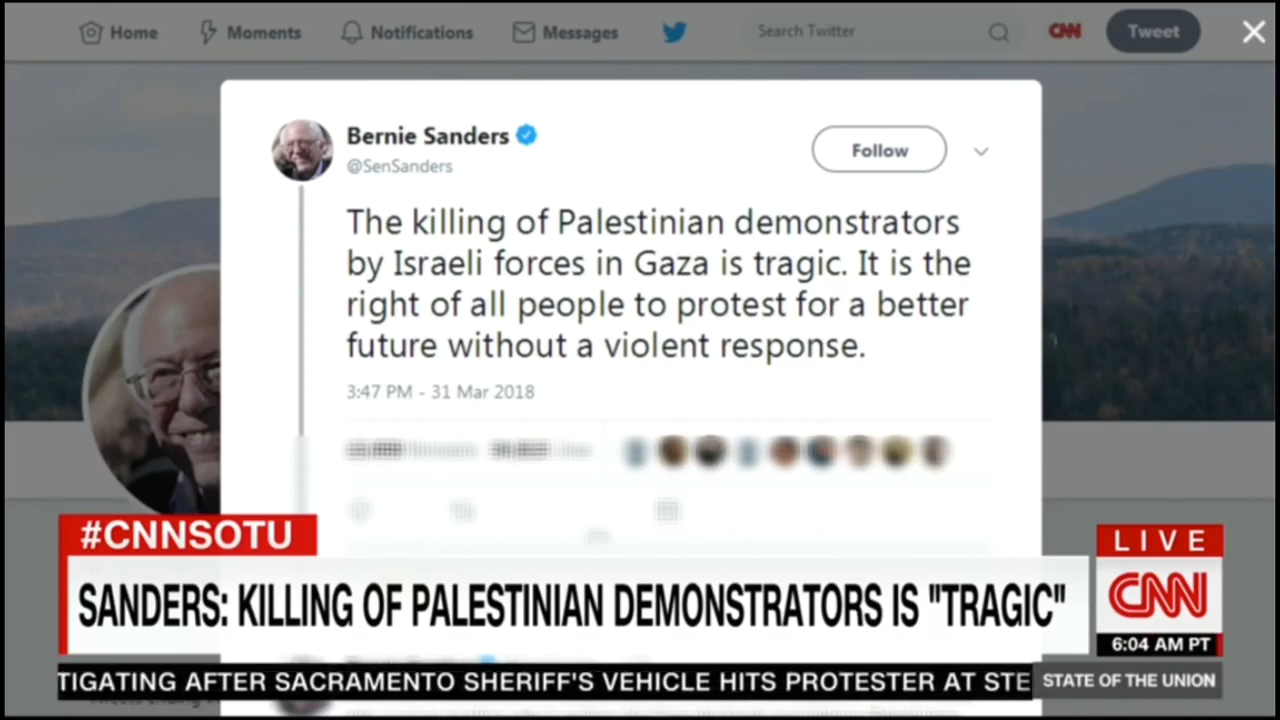 Home
Moments
Notifications
Messages
Search Twitter
CNN
Tweet
Bernie Sanders
@SenSanders
Follow
The killing of Palestinian demonstrators
by Israeli forces in Gaza is tragic. It is the
right of all people to protest for a better
future without a violent response.
3:47 PM - 31 Mar 2018
#CNNSOTU
SANDERS: KILLING OF PALESTINIAN DEMONSTRATORS IS "TRAGIC"
LIVE
CNN
6:04 AM PT
TIGATING AFTER SACRAMENTO SHERIFF'S VEHICLE HITS PROTESTER AT STE
STATE OF THE UNION